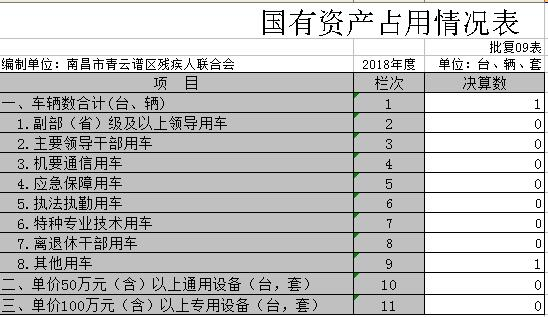 国有资产占用情况表
批复09表
编制单位：南昌市青云谱区残疾人联合会 2018年度 单位：台、辆、套
项 目 栏次 决算数
一、车辆数合计(台、辆) 1 1
1.副部（省）级及以上领导用车 2 0
2.主要领导干部用车 3 0
3.机要通信用车 4 0
4.应急保障用车 5 0
5.执法执勤用车 6 0
6.特种专业技术用车 7 0
7.离退休干部用车 8 0
8.其他用车 9 1
二、单价50万元（含）以上通用设备（台，套） 10 0
三、单价100万元（含）以上专用设备（台，套） 11 0